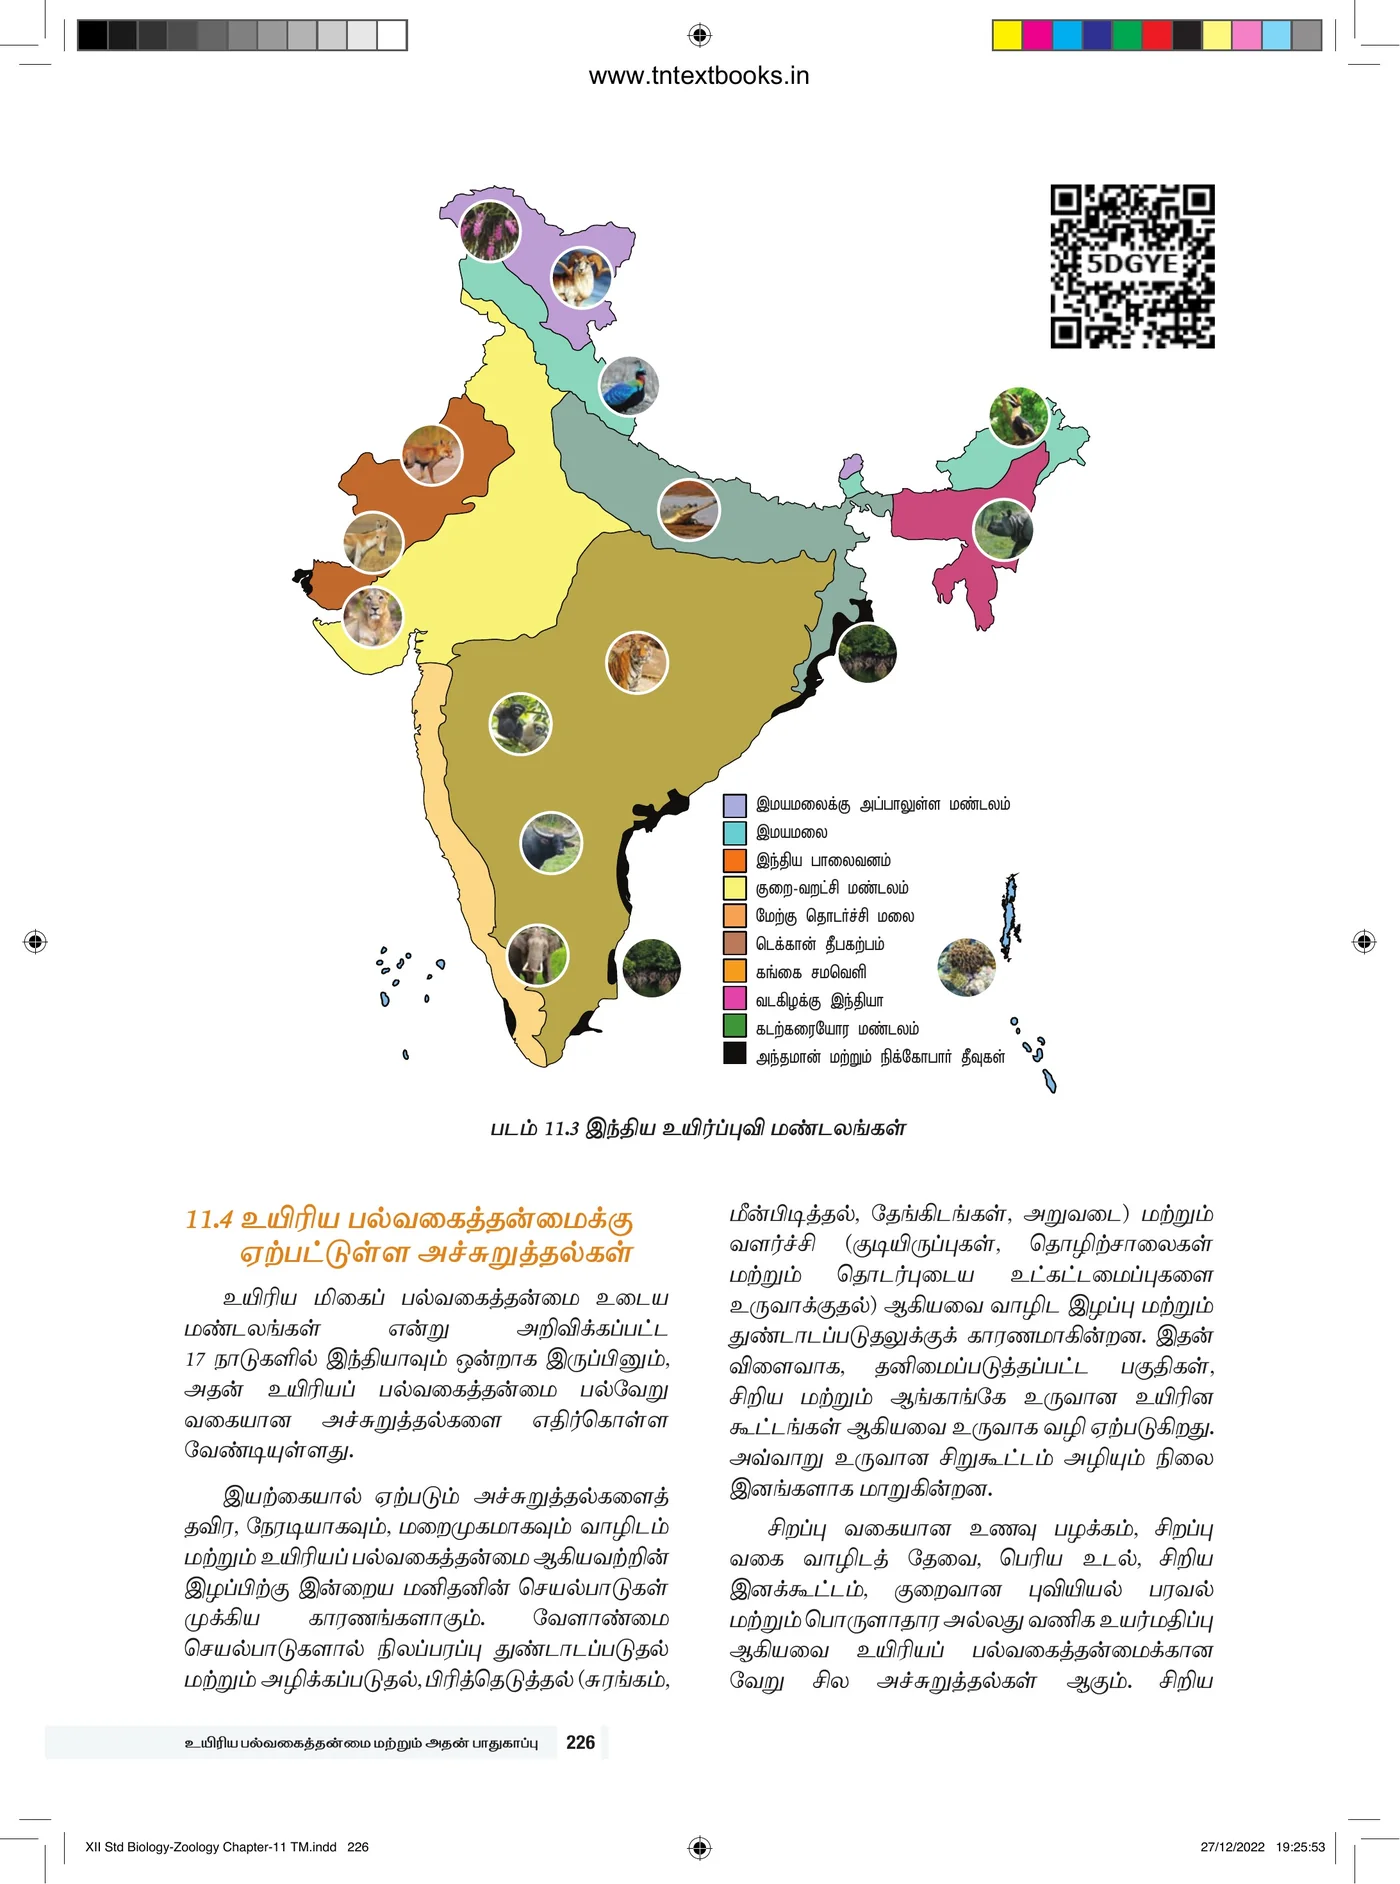 www.tntextbooks.in
5DGYE
இமயமலைக்கு அப்பாலுள்ள மண்டலம்
இமயமலை
இந்திய பாலைவனம்
குறை-வறட்சி மண்டலம்
மேற்கு தொடர்ச்சி மலை
டெக்கான் தீபகற்பம்
கங்கை சமவெளி
வடகிழக்கு இந்தியா
கடற்கரையோர மண்டலம்
அந்தமான் மற்றும் நிக்கோபார் தீவுகள்
படம் 11.3 இந்திய உயிர்ப்புவி மண்டலங்கள்
11.4 உயிரிய பல்வகைத்தன்மைக்கு
ஏற்பட்டுள்ள அச்சுறுத்தல்கள்
உயிரிய மிகைப் பல்வகைத்தன்மை உடைய
மண்டலங்கள் என்று அறிவிக்கப்பட்ட
17 நாடுகளில் இந்தியாவும் ஒன்றாக இருப்பினும்,
அதன் உயிரியப் பல்வகைத்தன்மை பல்வேறு
வகையான அச்சுறுத்தல்களை எதிர்கொள்ள
வேண்டியுள்ளது.
இயற்கையால் ஏற்படும் அச்சுறுத்தல்களைத்
தவிர, நேரடியாகவும், மறைமுகமாகவும் வாழிடம்
மற்றும் உயிரியப் பல்வகைத்தன்மை ஆகியவற்றின்
இழப்பிற்கு இன்றைய மனிதனின் செயல்பாடுகள்
முக்கிய காரணங்களாகும். வேளாண்மை
செயல்பாடுகளால் நிலப்பரப்பு துண்டாடப்படுதல்
மற்றும் அழிக்கப்படுதல், பிரித்தெடுத்தல் (சுரங்கம்,
மீன்பிடித்தல், தேங்கிடங்கள், அறுவடை) மற்றும்
வளர்ச்சி (குடியிருப்புகள், தொழிற்சாலைகள்
மற்றும் தொடர்புடைய உட்கட்டமைப்புகளை
உருவாக்குதல்) ஆகியவை வாழிட இழப்பு மற்றும்
துண்டாடப்படுதலுக்குக் காரணமாகின்றன. இதன்
விளைவாக, தனிமைப்படுத்தப்பட்ட பகுதிகள்,
சிறிய மற்றும் ஆங்காங்கே உருவான உயிரின
கூட்டங்கள் ஆகியவை உருவாக வழி ஏற்படுகிறது.
அவ்வாறு உருவான சிறுகூட்டம் அழியும் நிலை
இனங்களாக மாறுகின்றன.
சிறப்பு வகையான உணவு பழக்கம், சிறப்பு
வகை வாழிடத் தேவை, பெரிய உடல், சிறிய
இனக்கூட்டம், குறைவான புவியியல் பரவல்
மற்றும் பொருளாதார அல்லது வணிக உயர்மதிப்பு
ஆகியவை உயிரியப் பல்வகைத்தன்மைக்கான
வேறு சில அச்சுறுத்தல்கள் ஆகும். சிறிய
உயிரிய பல்வகைத்தன்மை மற்றும் அதன் பாதுகாப்பு 226
XII Std Biology-Zoology Chapter-11 TM.indd 226
27/12/2022 19:25:53